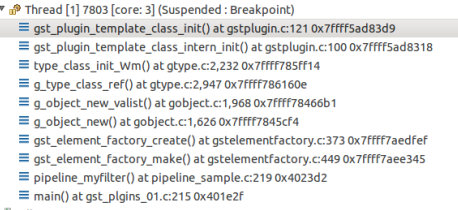 Thread [1] 7803 [core: 3] (Suspended : Breakpoint)
gst_plugin_template_class_init() at gstplugin.c:121 0x7ffff5ad83d9
gst_plugin_template_class_intern_init() at gstplugin.c:100 0x7ffff5ad8318
type_class_init_Wm() at gtype.c:2,232 0x7ffff785ff14
g_type_class_ref() at gtype.c:2,947 0x7ffff786160e
g_object_new_valist() at gobject.c:1,968 0x7ffff78466b1
g_object_new() at gobject.c:1,626 0x7ffff7845cf4
gst_element_factory_create() at gstelementfactory.c:373 0x7ffff7aedfef
gst_element_factory_make() at gstelementfactory.c:449 0x7ffff7aee345
pipeline_myfilter() at pipeline_sample.c:219 0x4023d2
main() at gst_plgins_01.c:215 0x401e2f